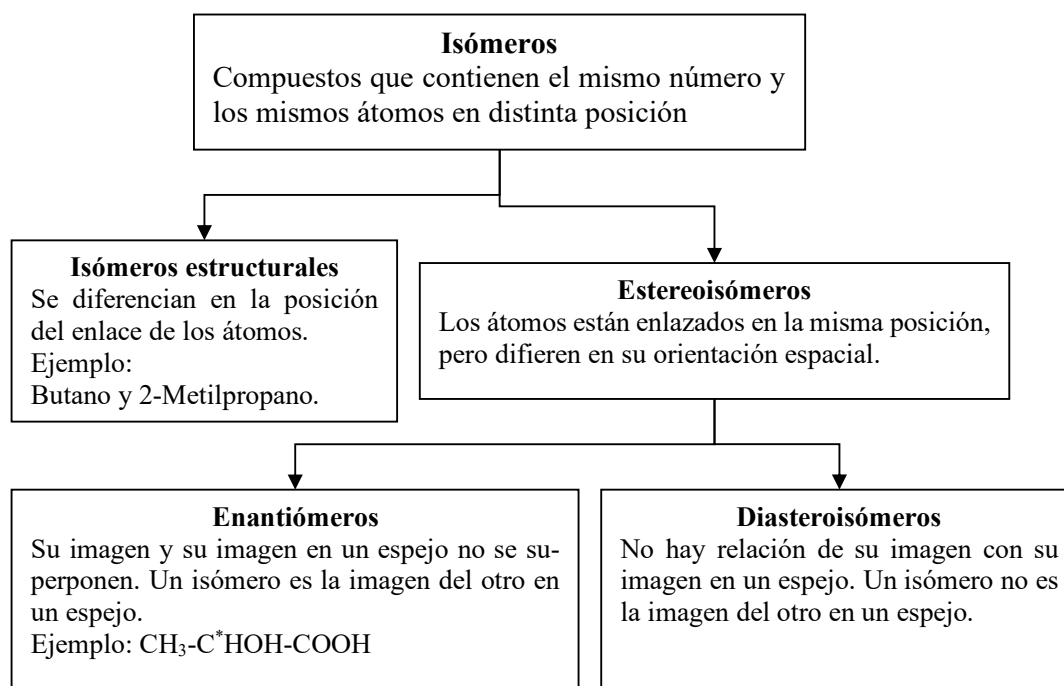 Isómeros
Compuestos que contienen el mismo número y
los mismos átomos en distinta posición
Isómeros estructurales
Se diferencian en la posición
del enlace de los átomos.
Ejemplo:
Butano y 2-Metilpropano.
Estereoisómeros
Los átomos están enlazados en la misma posición,
pero difieren en su orientación espacial.
Enantiómeros
Su imagen y su imagen en un espejo no se su-
perponen. Un isómero es la imagen del otro en
un espejo.
Ejemplo: CH₃-C*HOH-COOH
Diasteroisómeros
No hay relación de su imagen con su
imagen en un espejo. Un isómero no es
la imagen del otro en un espejo.